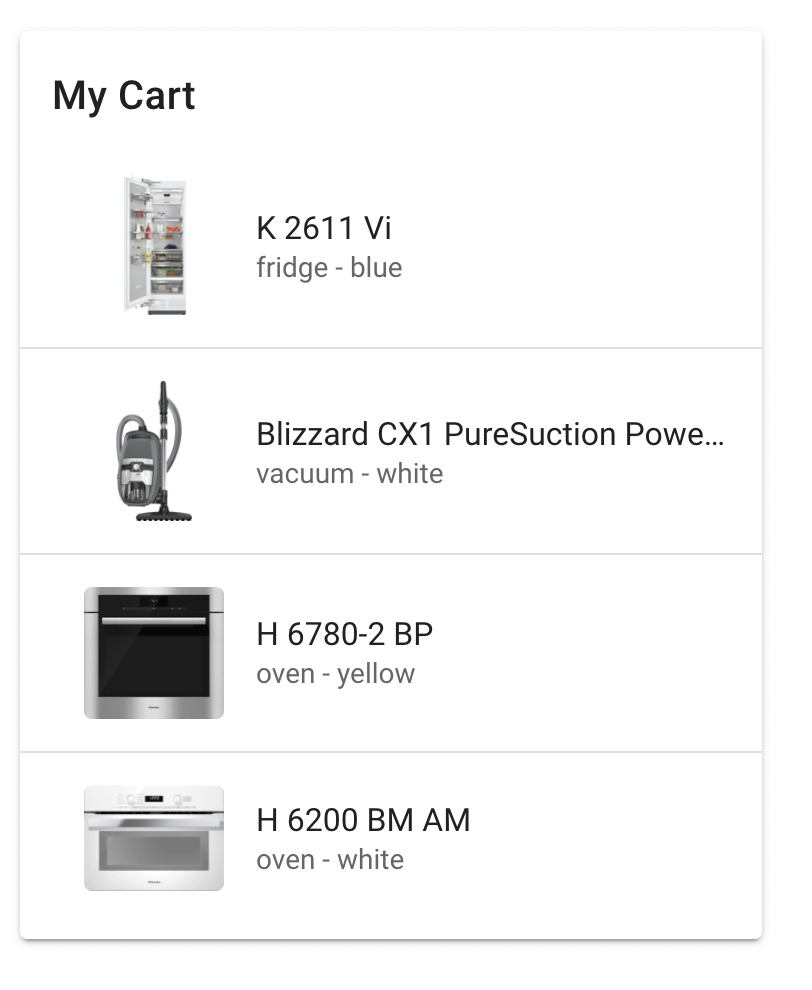 My Cart
K 2611 Vi
fridge - blue
Blizzard CX1 PureSuction Powe...
vacuum - white
H 6780-2 BP
oven - yellow
H 6200 BM AM
oven - white